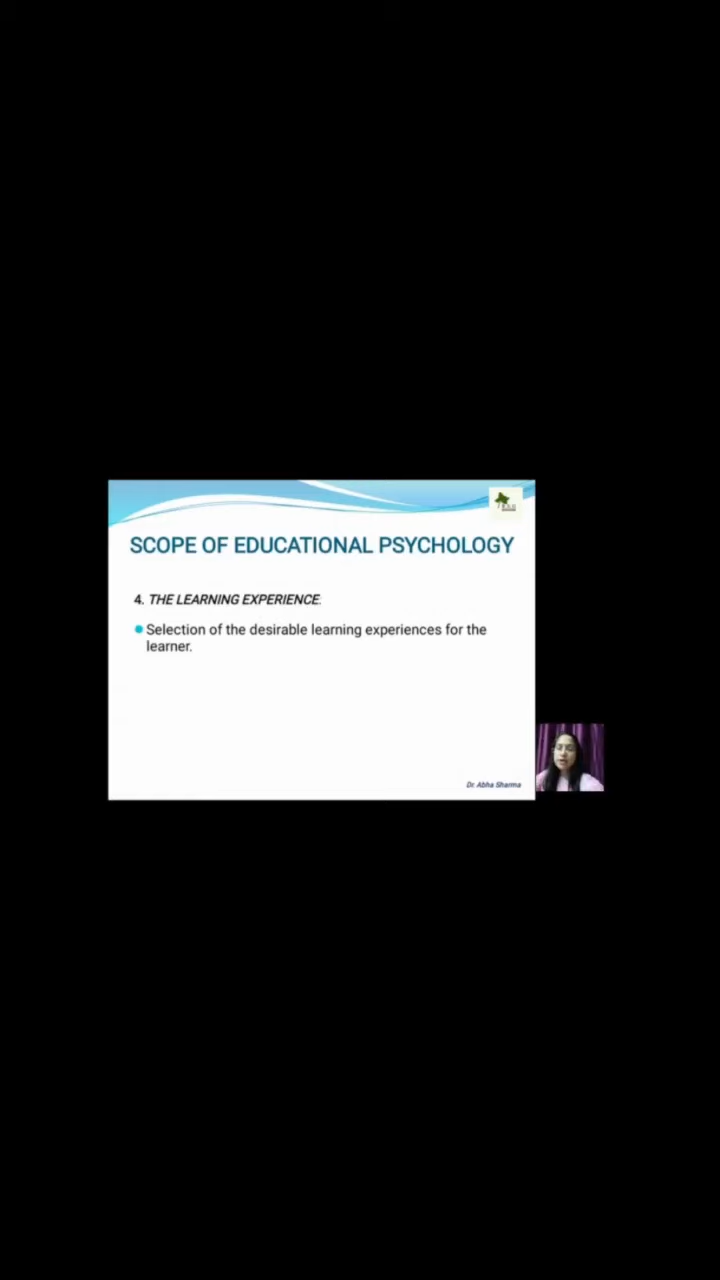 SCOPE OF EDUCATIONAL PSYCHOLOGY
4. THE LEARNING EXPERIENCE:
Selection of the desirable learning experiences for the
learner.
Dr. Abha Sharma